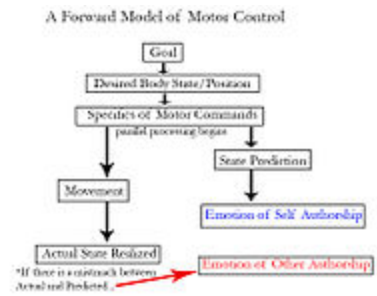 A Forward Model of Motor Control
Goal
Desired Body State/Position
Specifics of Motor Commands
parallel processing begins
State Prediction
Movement
Emotion of Self Authorship
Actual State Realized
Emotion of Other Authorship
*If there is a mistmach between
Actual and Predicted..